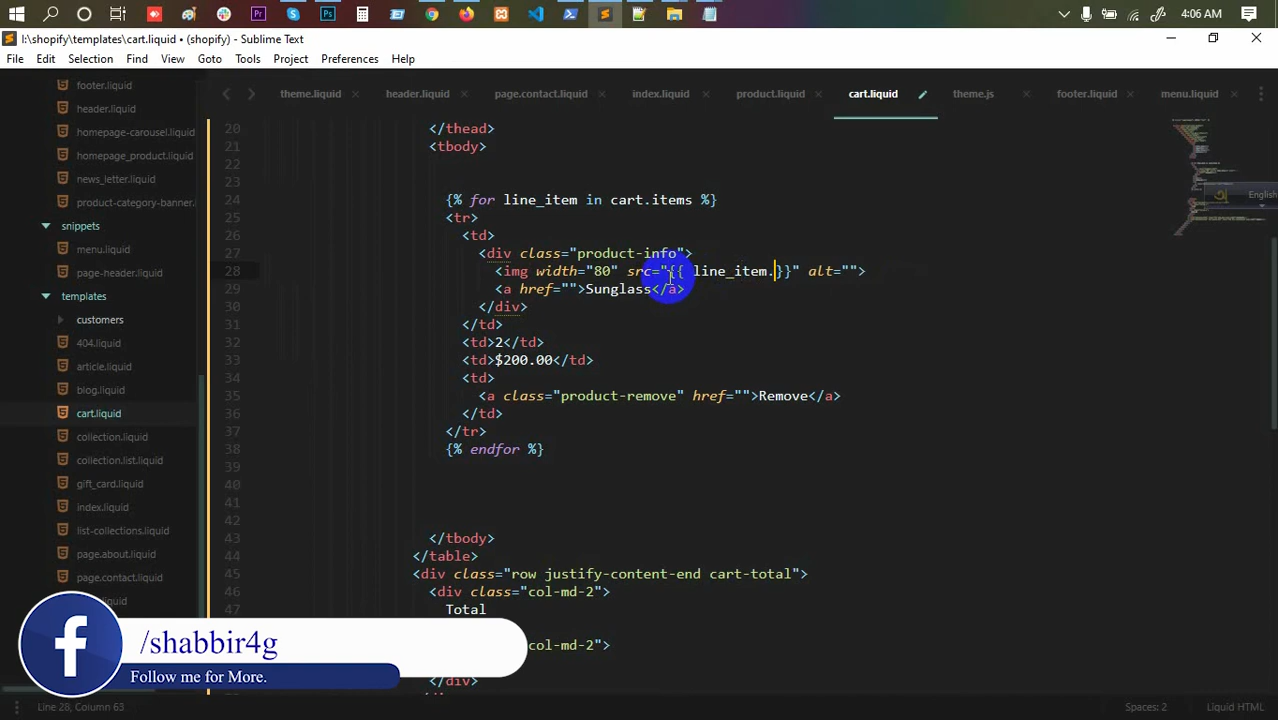 4:06 AM
I:\shopify\templates\cart.liquid • (shopify) - Sublime Text
File Edit Selection Find View Goto Tools Project Preferences Help
theme.liquid header.liquid page.contact.liquid index.liquid product.liquid cart.liquid theme.js footer.liquid menu.liquid
footer.liquid
header.liquid
homepage-carousel.liquid
homepage_product.liquid
news_letter.liquid
product-category-banner.
snippets
menu.liquid
page-header.liquid
templates
customers
404.liquid
article.liquid
blog.liquid
cart.liquid
collection.liquid
collection.list.liquid
gift_card.liquid
index.liquid
list-collections.liquid
page.about.liquid
page.contact.liquid
20 </thead>
21 <tbody>
22
23
24 {% for line_item in cart.items %}
25 <tr>
26 <td>
27 <div class="product-info">
28 <img width="80" src="{{ line_item.}}" alt="">
29 <a href="">Sunglass</a>
30 </div>
31 </td>
32 <td>2</td>
33 <td>$200.00</td>
34 <td>
35 <a class="product-remove" href="">Remove</a>
36 </td>
37 </tr>
38 {% endfor %}
39
40
41
42
43 </tbody>
44 </table>
45 <div class="row justify-content-end cart-total">
46 <div class="col-md-2">
47 Total
col-md-2">
</div>
English
/shabbir4g
Follow me for More.
Line 28, Column 63
Spaces: 2
Liquid HTML